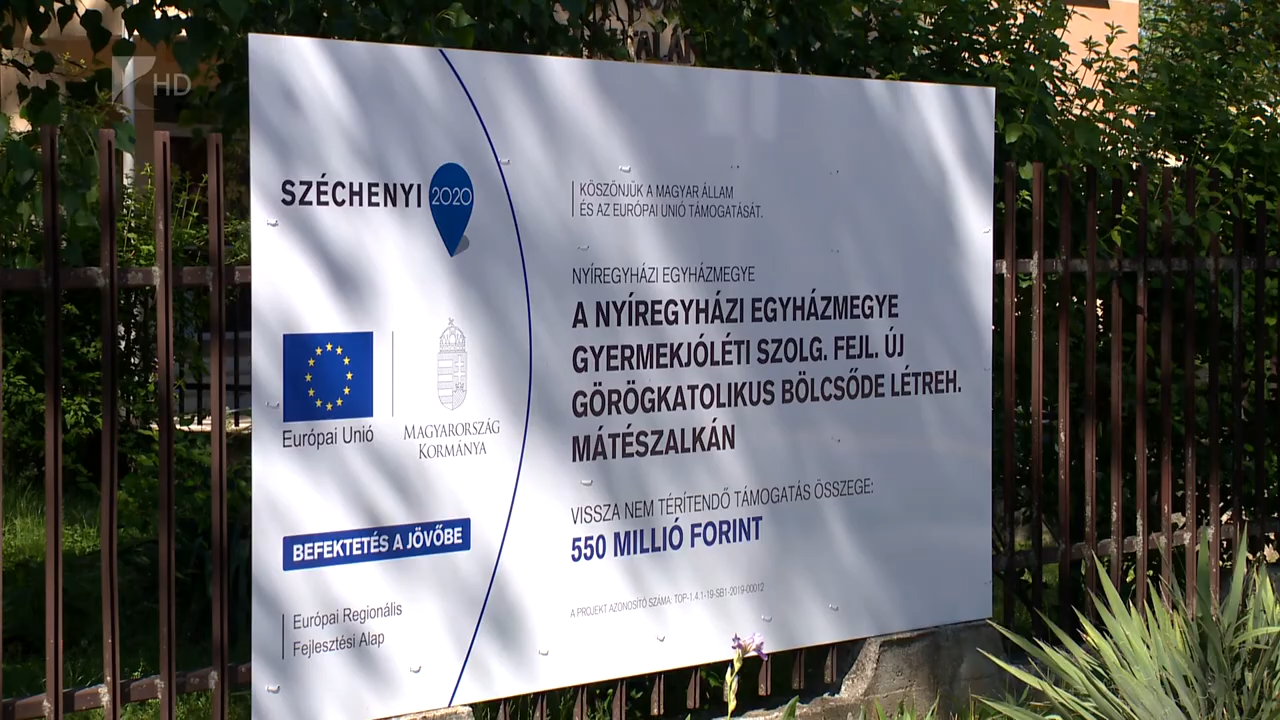 HD
SZÉCHENYI 2020
KÖSZÖNJÜK A MAGYAR ÁLLAM
ÉS AZ EURÓPAI UNIÓ TÁMOGATÁSÁT.
NYÍREGYHÁZI EGYHÁZMEGYE
A NYÍREGYHÁZI EGYHÁZMEGYE
GYERMEKJÓLÉTI SZOLG. FEJL. ÚJ
GÖRÖGKATOLIKUS BÖLCSŐDE LÉTREH.
MÁTÉSZALKÁN
Európai Unió
MAGYARORSZÁG
KORMÁNYA
VISSZA NEM TÉRÍTENDŐ TÁMOGATÁS ÖSSZEGE:
550 MILLIÓ FORINT
BEFEKTETÉS A JÖVŐBE
A PROJEKT AZONOSÍTÓ SZÁMA: TOP-1.4.1-19-SB1-2019-00012
Európai Regionális
Fejlesztési Alap